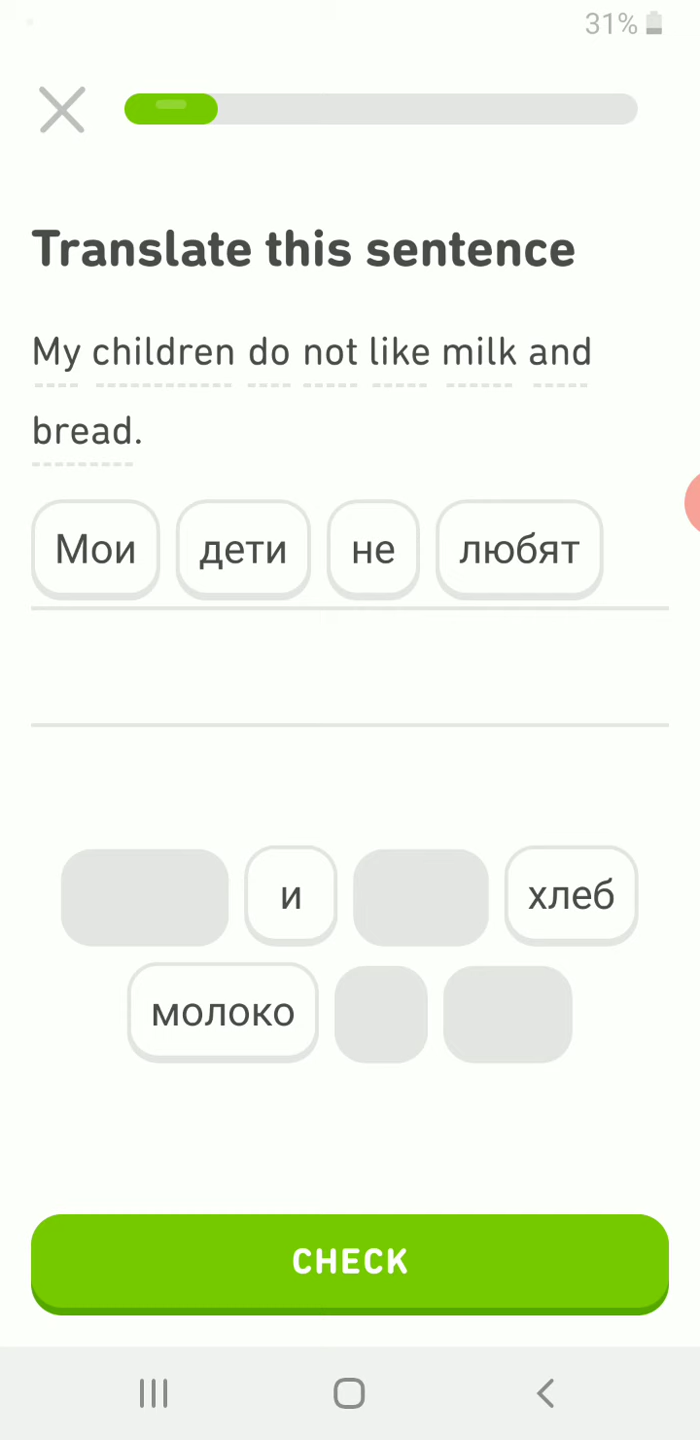 31%
Translate this sentence
My children do not like milk and
bread.
Мои дети не любят
и хлеб
молоко
CHECK